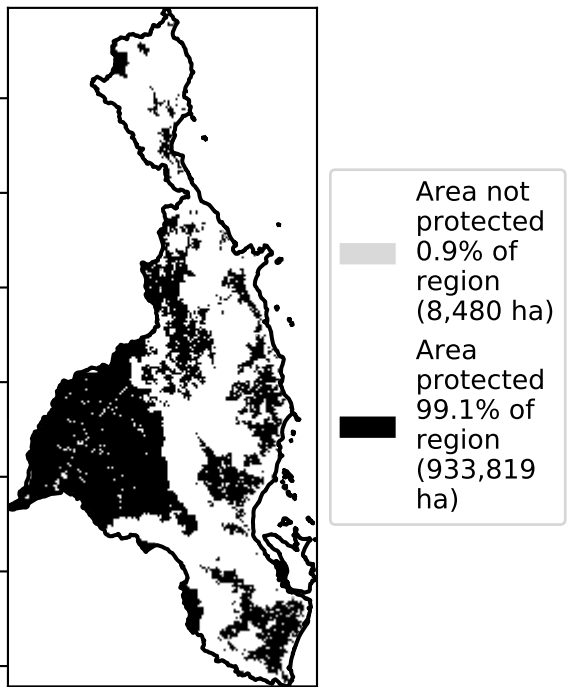 Area not
protected
0.9% of
region
(8,480 ha)
Area
protected
99.1% of
region
(933,819
ha)